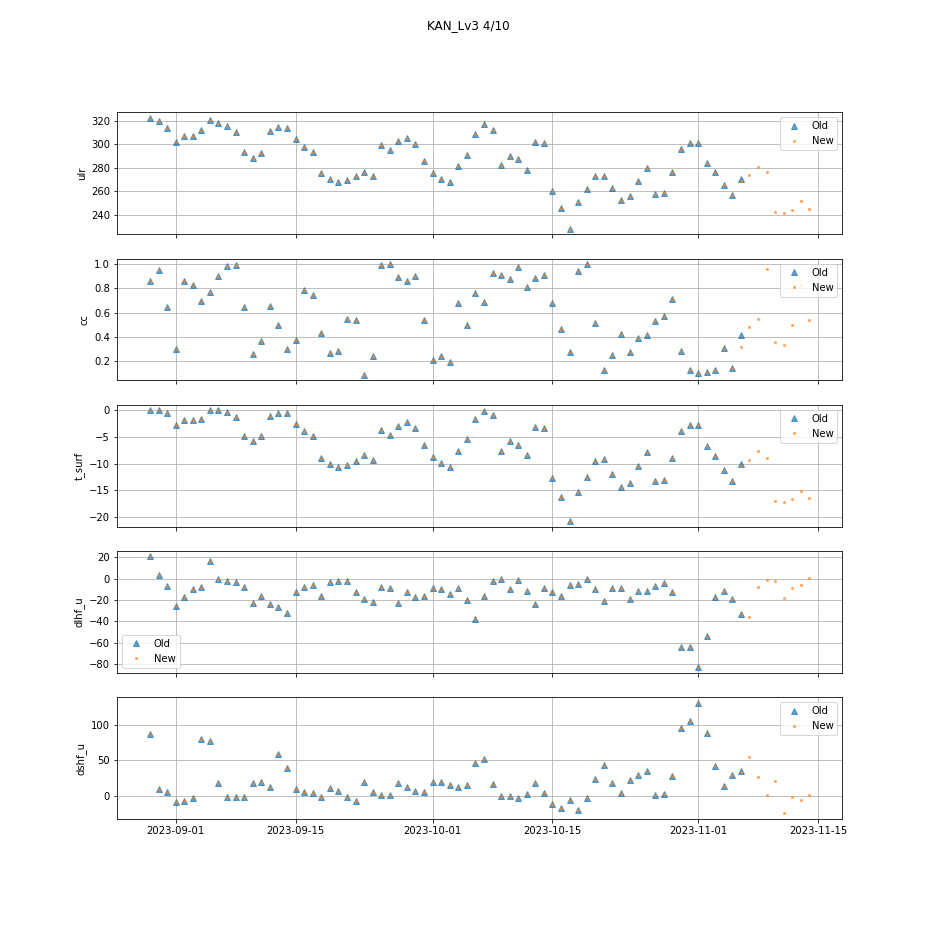 KAN_Lv3 4/10
320
300
280
260
240
ulr
Old
New
1.0
0.8
0.6
0.4
0.2
cc
Old
New
0
−5
−10
−15
−20
t_surf
Old
New
20
0
−20
−40
−60
−80
dlhf_u
Old
New
100
50
0
dshf_u
Old
New
2023-09-01 2023-09-15 2023-10-01 2023-10-15 2023-11-01 2023-11-15